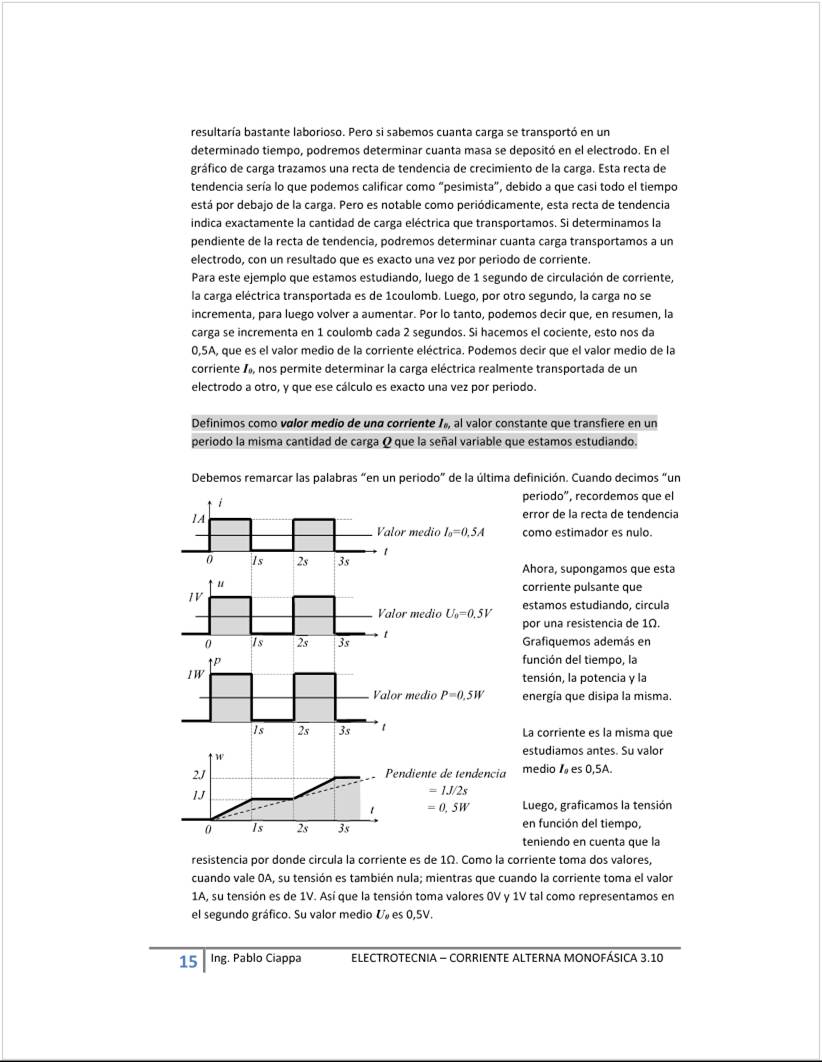 resultaría bastante laborioso. Pero si sabemos cuanta carga se transportó en un
determinado tiempo, podremos determinar cuanta masa se depositó en el electrodo. En el
gráfico de carga trazamos una recta de tendencia de crecimiento de la carga. Esta recta de
tendencia sería lo que podemos calificar como “pesimista”, debido a que casi todo el tiempo
está por debajo de la carga. Pero es notable como periódicamente, esta recta de tendencia
indica exactamente la cantidad de carga eléctrica que transportamos. Si determinamos la
pendiente de la recta de tendencia, podremos determinar cuanta carga transportamos a un
electrodo, con un resultado que es exacto una vez por periodo de corriente.
Para este ejemplo que estamos estudiando, luego de 1 segundo de circulación de corriente,
la carga eléctrica transportada es de 1coulomb. Luego, por otro segundo, la carga no se
incrementa, para luego volver a aumentar. Por lo tanto, podemos decir que, en resumen, la
carga se incrementa en 1 coulomb cada 2 segundos. Si hacemos el cociente, esto nos da
0,5A, que es el valor medio de la corriente eléctrica. Podemos decir que el valor medio de la
corriente I₀, nos permite determinar la carga eléctrica realmente transportada de un
electrodo a otro, y que ese cálculo es exacto una vez por periodo.
Definimos como valor medio de una corriente I₀, al valor constante que transfiere en un
periodo la misma cantidad de carga Q que la señal variable que estamos estudiando.
Debemos remarcar las palabras “en un periodo” de la última definición. Cuando decimos “un
periodo”, recordemos que el
error de la recta de tendencia
como estimador es nulo.
Ahora, supongamos que esta
corriente pulsante que
estamos estudiando, circula
por una resistencia de 1Ω.
Grafiquemos además en
función del tiempo, la
tensión, la potencia y la
energía que disipa la misma.
La corriente es la misma que
estudiamos antes. Su valor
medio I₀ es 0,5A.
Luego, graficamos la tensión
en función del tiempo,
teniendo en cuenta que la
i
1A
Valor medio I₀=0,5A
t
0 1s 2s 3s
u
1V
Valor medio U₀=0,5V
t
0 1s 2s 3s
p
1W
Valor medio P=0,5W
t
1s 2s 3s
w
2J
Pendiente de tendencia
= 1J/2s
1J
= 0, 5W
t
0 1s 2s 3s
resistencia por donde circula la corriente es de 1Ω. Como la corriente toma dos valores,
cuando vale 0A, su tensión es también nula; mientras que cuando la corriente toma el valor
1A, su tensión es de 1V. Así que la tensión toma valores 0V y 1V tal como representamos en
el segundo gráfico. Su valor medio U₀ es 0,5V.
15 Ing. Pablo Ciappa ELECTROTECNIA – CORRIENTE ALTERNA MONOFÁSICA 3.10